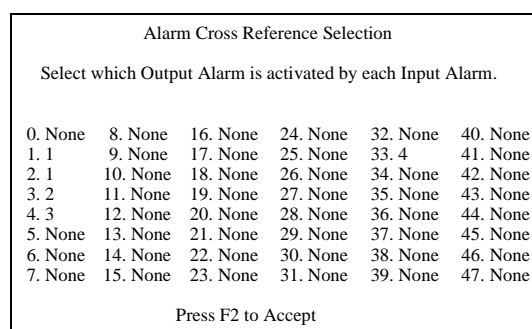 Alarm Cross Reference Selection
Select which Output Alarm is activated by each Input Alarm.
0. None 8. None 16. None 24. None 32. None 40. None
1. 1 9. None 17. None 25. None 33. 4 41. None
2. 1 10. None 18. None 26. None 34. None 42. None
3. 2 11. None 19. None 27. None 35. None 43. None
4. 3 12. None 20. None 28. None 36. None 44. None
5. None 13. None 21. None 29. None 37. None 45. None
6. None 14. None 22. None 30. None 38. None 46. None
7. None 15. None 23. None 31. None 39. None 47. None
Press F2 to Accept